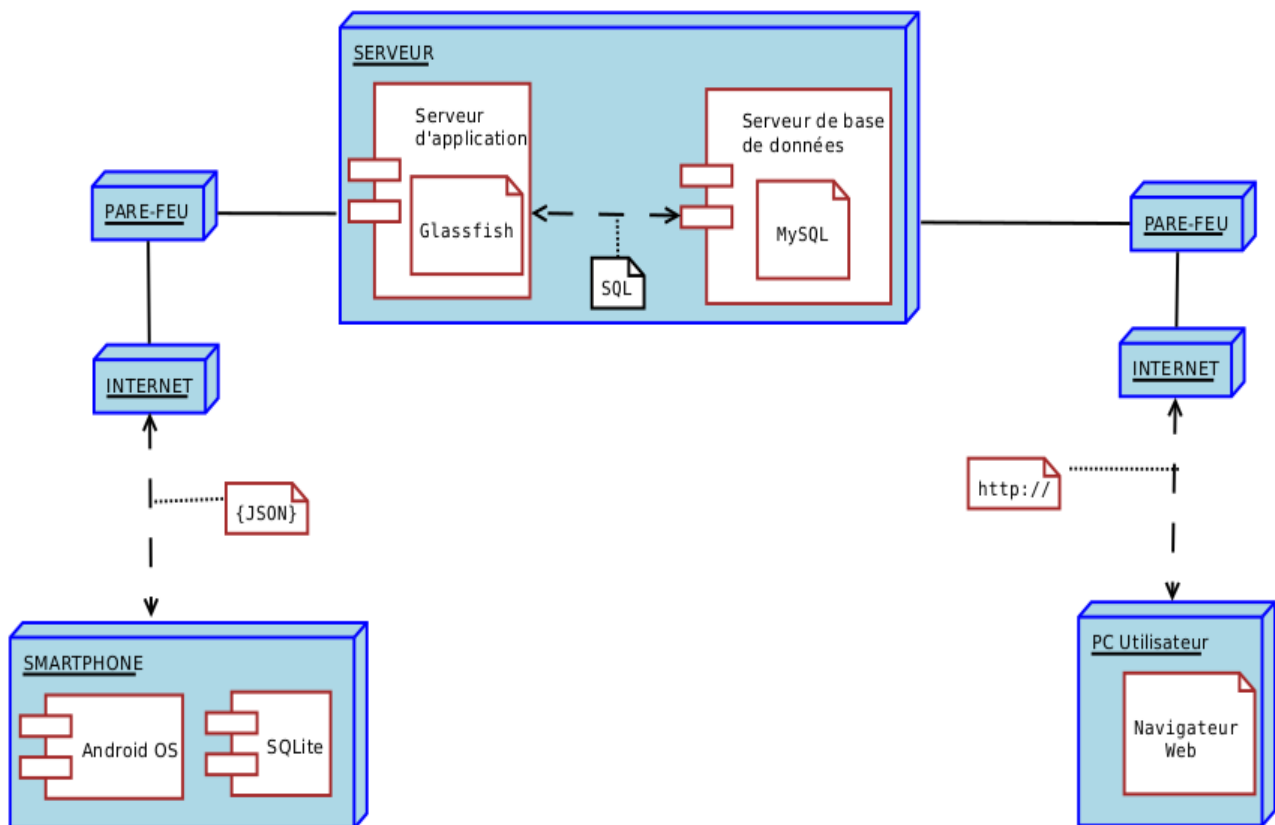 SERVEUR
Serveur
d'application
Glassfish
SQL
Serveur de base
de données
MySQL
PARE-FEU
PARE-FEU
INTERNET
INTERNET
{JSON}
http://
SMARTPHONE
Android OS
SQLite
PC Utilisateur
Navigateur
Web